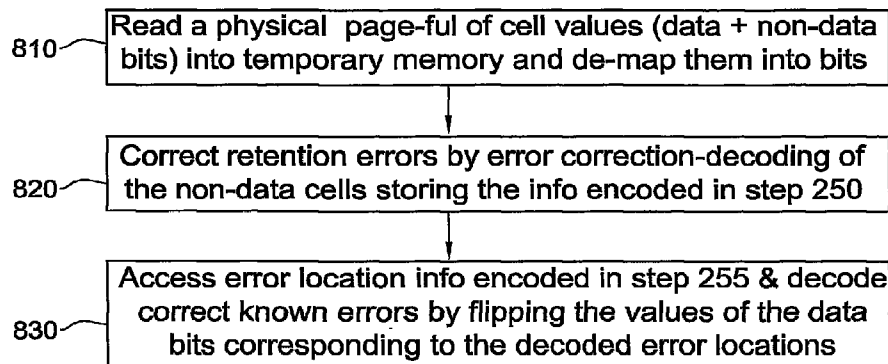 810
Read a physical page-ful of cell values (data + non-data
bits) into temporary memory and de-map them into bits
820
Correct retention errors by error correction-decoding of
the non-data cells storing the info encoded in step 250
830
Access error location info encoded in step 255 & decode
correct known errors by flipping the values of the data
bits corresponding to the decoded error locations